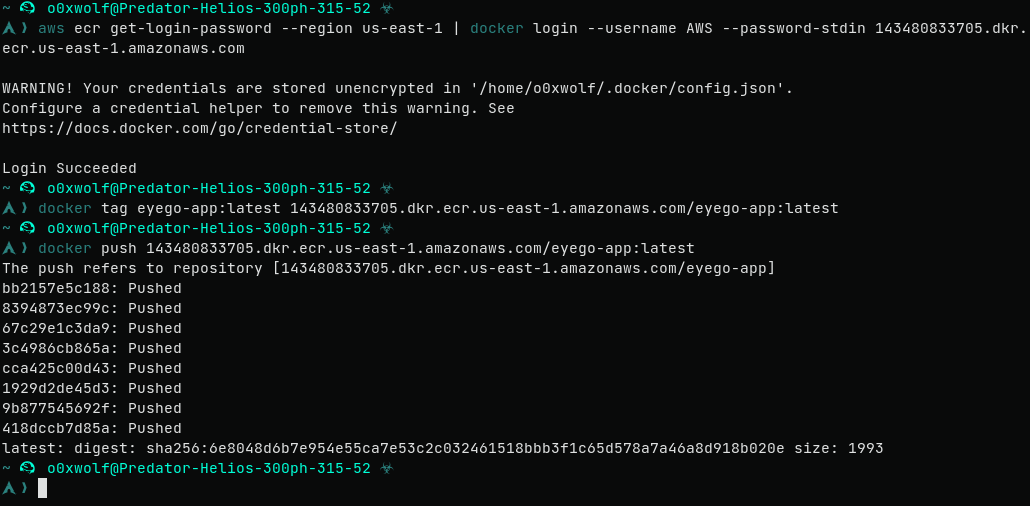 ~ o0xwolf@Predator-Helios-300ph-315-52 ☣
❯ aws ecr get-login-password --region us-east-1 | docker login --username AWS --password-stdin 143480833705.dkr.
ecr.us-east-1.amazonaws.com
WARNING! Your credentials are stored unencrypted in '/home/o0xwolf/.docker/config.json'.
Configure a credential helper to remove this warning. See
https://docs.docker.com/go/credential-store/
Login Succeeded
~ o0xwolf@Predator-Helios-300ph-315-52 ☣
❯ docker tag eyego-app:latest 143480833705.dkr.ecr.us-east-1.amazonaws.com/eyego-app:latest
~ o0xwolf@Predator-Helios-300ph-315-52 ☣
❯ docker push 143480833705.dkr.ecr.us-east-1.amazonaws.com/eyego-app:latest
The push refers to repository [143480833705.dkr.ecr.us-east-1.amazonaws.com/eyego-app]
bb2157e5c188: Pushed
8394873ec99c: Pushed
67c29e1c3da9: Pushed
3c4986cb865a: Pushed
cca425c00d43: Pushed
1929d2de45d3: Pushed
9b877545692f: Pushed
418dccb7d85a: Pushed
latest: digest: sha256:6e8048d6b7e954e55ca7e53c2c032461518bbb3f1c65d578a7a46a8d918b020e size: 1993
~ o0xwolf@Predator-Helios-300ph-315-52 ☣
❯